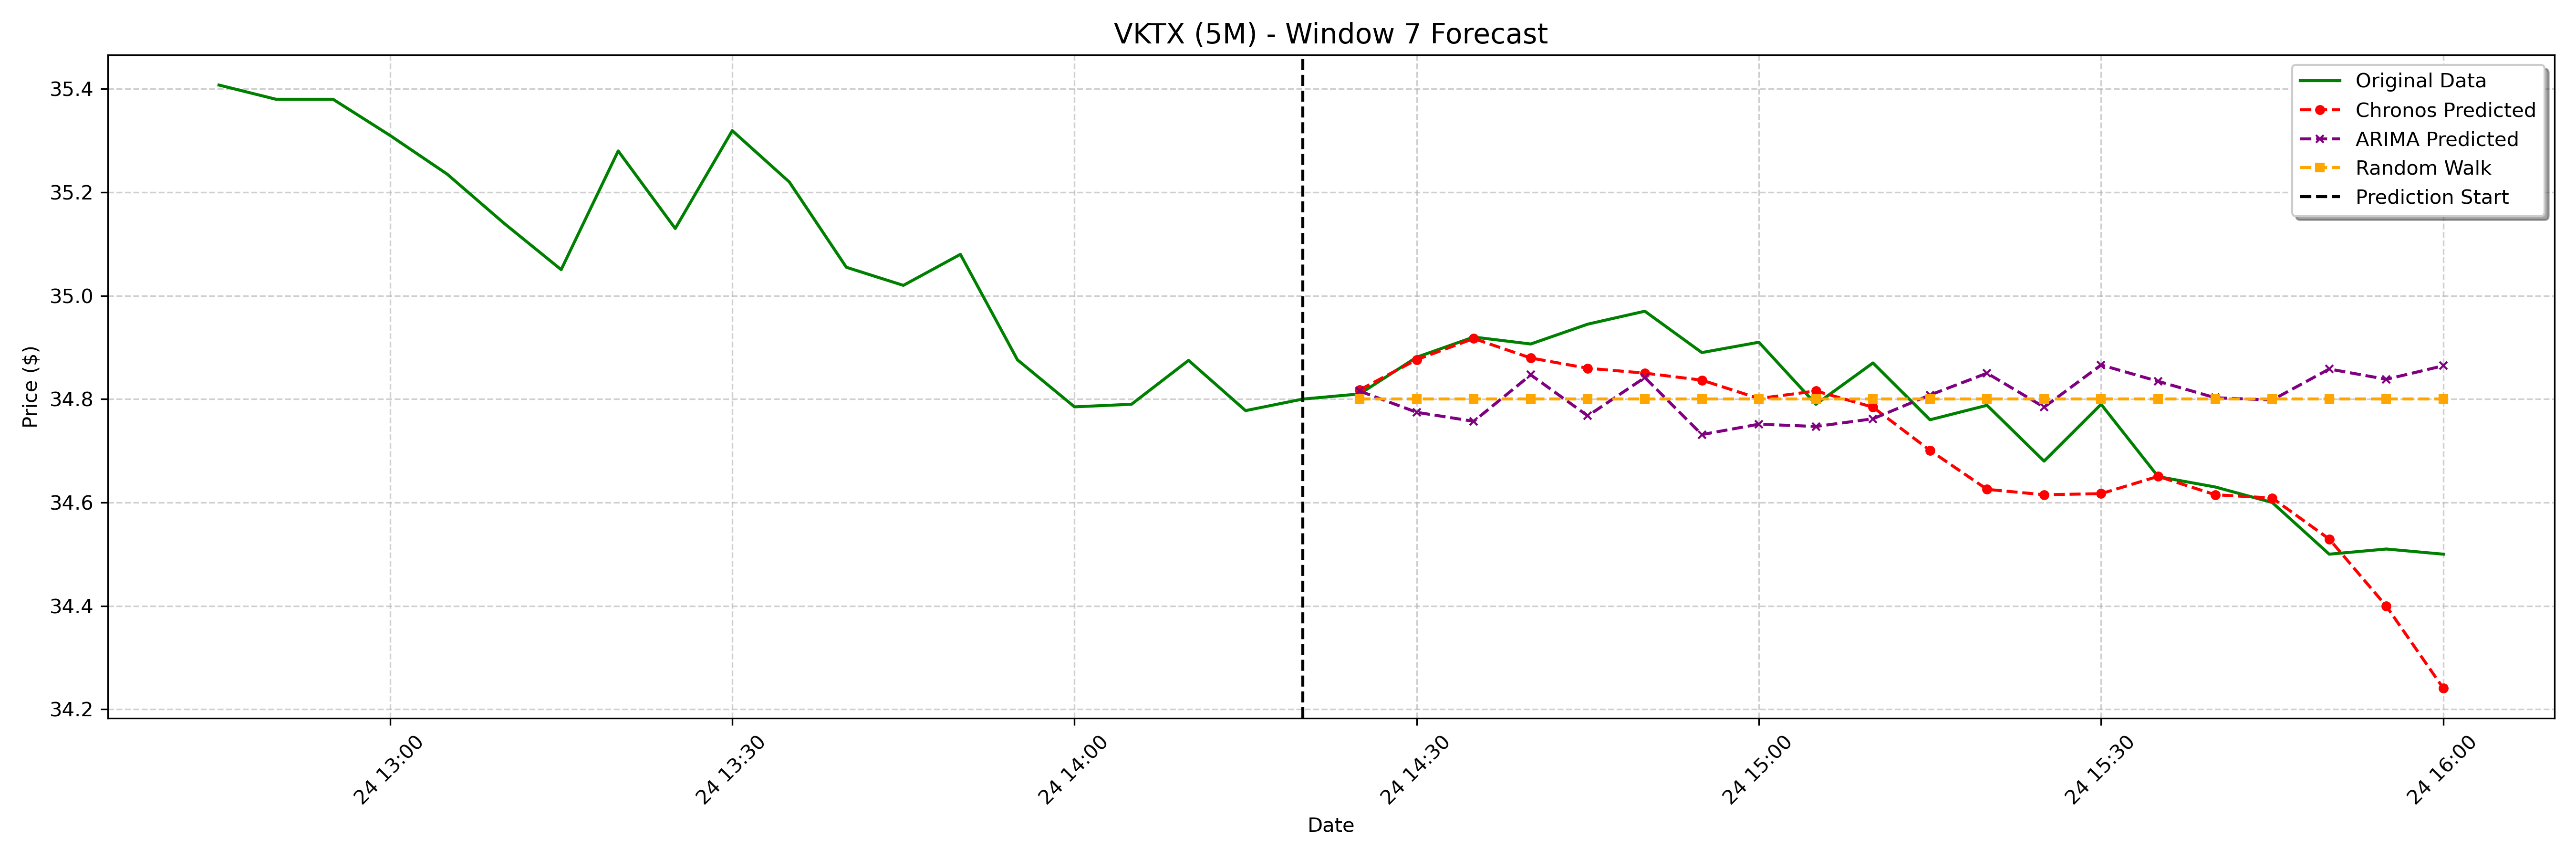 VKTX (5M) - Window 7 Forecast
Price ($)
35.4
35.2
35.0
34.8
34.6
34.4
34.2
Original Data
Chronos Predicted
ARIMA Predicted
Random Walk
Prediction Start
24 13:00
24 13:30
24 14:00
24 14:30
24 15:00
24 15:30
24 16:00
Date